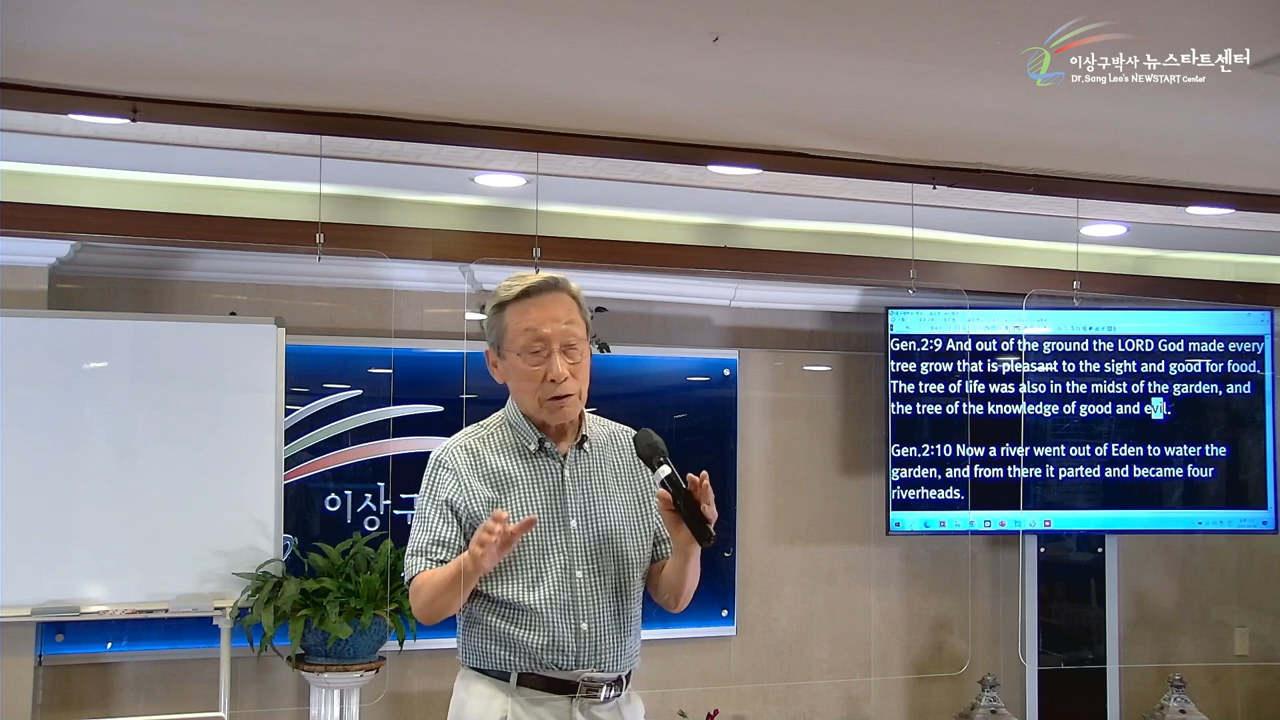 이상구박사 뉴스타트센터
Dr. Sang Lee's NEWSTART Center
이상구
Gen.2:9 And out of the ground the LORD God made every
tree grow that is pleasant to the sight and good for food.
The tree of life was also in the midst of the garden, and
the tree of the knowledge of good and evil.
Gen.2:10 Now a river went out of Eden to water the
garden, and from there it parted and became four
riverheads.